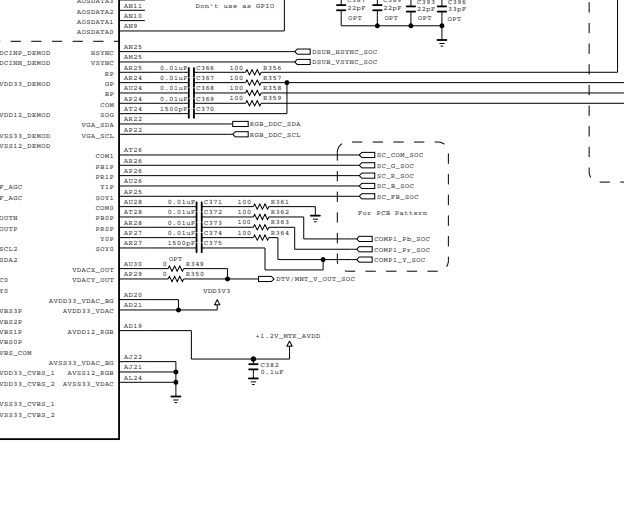 AOSDATA3
AOSDATA2 AN11
AOSDATA1 AN10
AOSDATA0 AN9
Don't use as GPIO
22pF 22pF C393 22pF C396 33pF
OPT OPT OPT OPT
DCINP_DEMOD HSYNC AN25 DSUB_HSYNC_SOC
DCINN_DEMOD VSYNC AM25 DSUB_VSYNC_SOC
RP AR25 0.01uF C366 100 R356
VDD33_DEMOD GP AR24 0.01uF C367 100 R357
BP AU24 0.01uF C368 100 R358
COM AP24 0.01uF C369 100 R359
VDD12_DEMOD SOG AT24 1500pF C370
VGA_SDA AR22 RGB_DDC_SDA
VSS33_DEMOD VGA_SCL AP22 RGB_DDC_SCL
VSS12_DEMOD
COM1 AT26 SC_COM_SOC
PB1P AR26 SC_G_SOC
PR1P AP26 SC_R_SOC
F_AGC Y1P AU26 SC_B_SOC
F_AGC SOY1 AP25 SC_FB_SOC
COM0 AU28 0.01uF C371 100 R361
For PCB Pattern
OUTN PB0P AT28 0.01uF C372 100 R362
OUTP PR0P AR28 0.01uF C373 100 R363
Y0P AP27 0.01uF C374 100 R364 COMP1_Pb_SOC
SCL2 SOY0 AR27 1500pF C375 COMP1_Pr_SOC
SDA2 OPT COMP1_Y_SOC
VDACX_OUT AU30 0 R349
C0 VDACY_OUT AP29 0 R350 DTV/MNT_V_OUT_SOC
Y0
VDD3V3
AVDD33_VDAC_BG AD20
VBS3P AVDD33_VDAC AD21
VBS2P
VBS1P AVDD12_RGB AD19
VBS0P +1.2V_MTK_AVDD
VBS_COM
AVSS33_VDAC_BG AJ22 C382
VDD33_CVBS_1 AVSS12_RGB AJ21 0.1uF
VDD33_CVBS_2 AVSS33_VDAC AL24
VSS33_CVBS_1
VSS33_CVBS_2